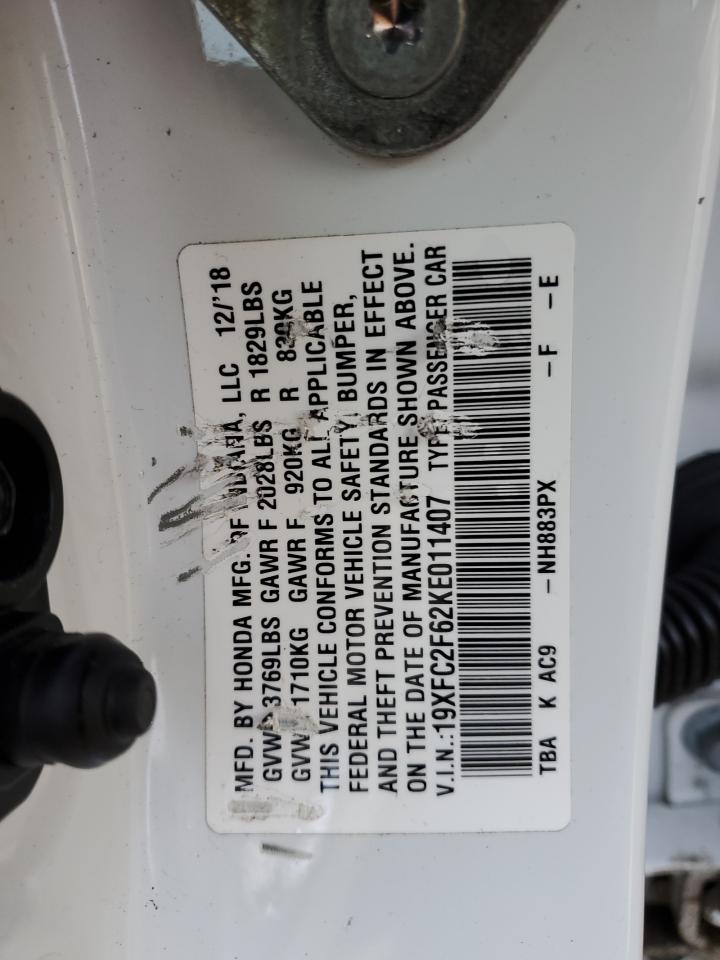 MFD. BY HONDA MFG. OF INDIANA, LLC 12/'18
GVWR 3769LBS GAWR F 2028LBS R 1829LBS
GVWR 1710KG GAWR F 920KG R 830KG
THIS VEHICLE CONFORMS TO ALL APPLICABLE
FEDERAL MOTOR VEHICLE SAFETY, BUMPER,
AND THEFT PREVENTION STANDARDS IN EFFECT
ON THE DATE OF MANUFACTURE SHOWN ABOVE.
V.I.N.:19XFC2F62KE011407 TYPE:PASSENGER CAR
TBA K AC9 – NH883PX – F – E